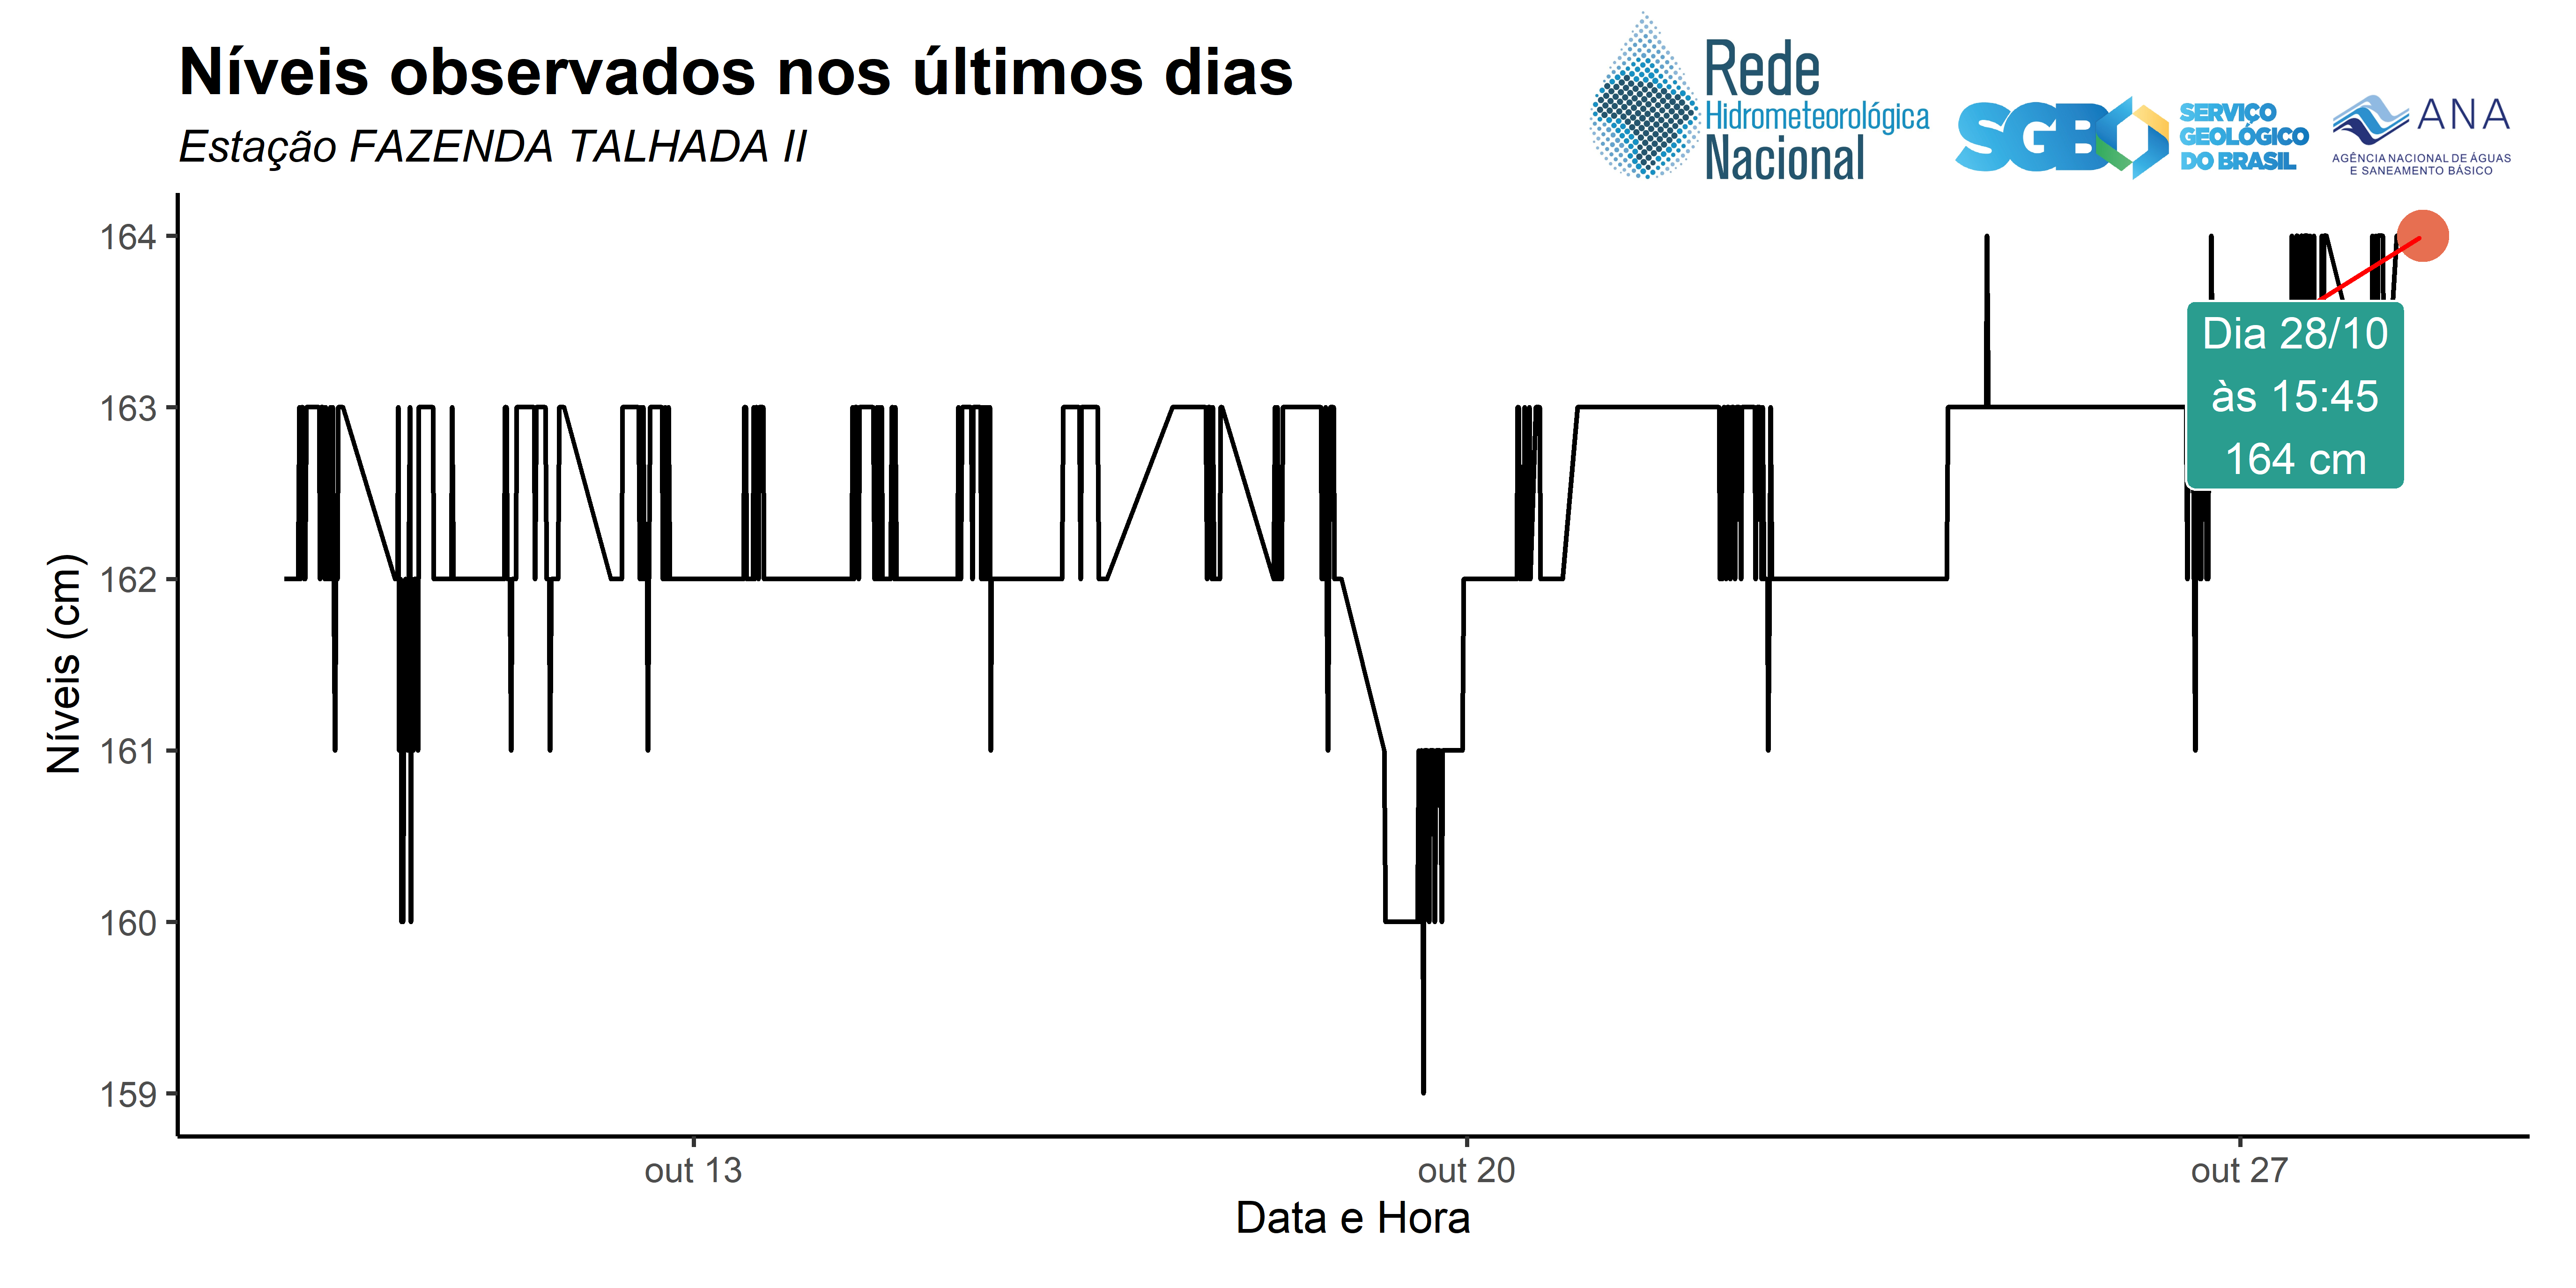 Níveis observados nos últimos dias
Estação FAZENDA TALHADA II
Rede
Hidrometeorológica
Nacional
SGB
SERVIÇO
GEOLÓGICO
DO BRASIL
ANA
AGÊNCIA NACIONAL DE ÁGUAS
E SANEAMENTO BÁSICO
164
163
162
161
160
159
Níveis (cm)
Dia 28/10
às 15:45
164 cm
out 13
out 20
out 27
Data e Hora